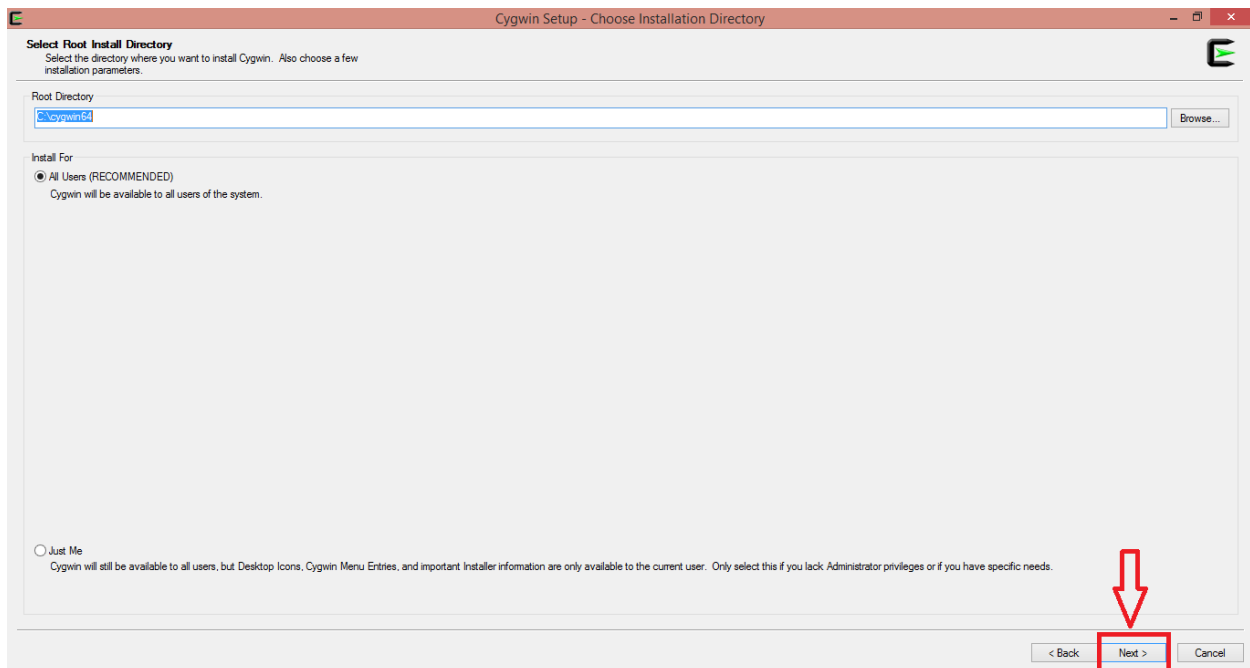 Cygwin Setup - Choose Installation Directory
Select Root Install Directory
Select the directory where you want to install Cygwin. Also choose a few
installation parameters.
Root Directory
C:\cygwin64
Browse...
Install For
All Users (RECOMMENDED)
Cygwin will be available to all users of the system.
Just Me
Cygwin will still be available to all users, but Desktop Icons, Cygwin Menu Entries, and important Installer information are only available to the current user. Only select this if you lack Administrator privileges or if you have specific needs.
< Back Next > Cancel